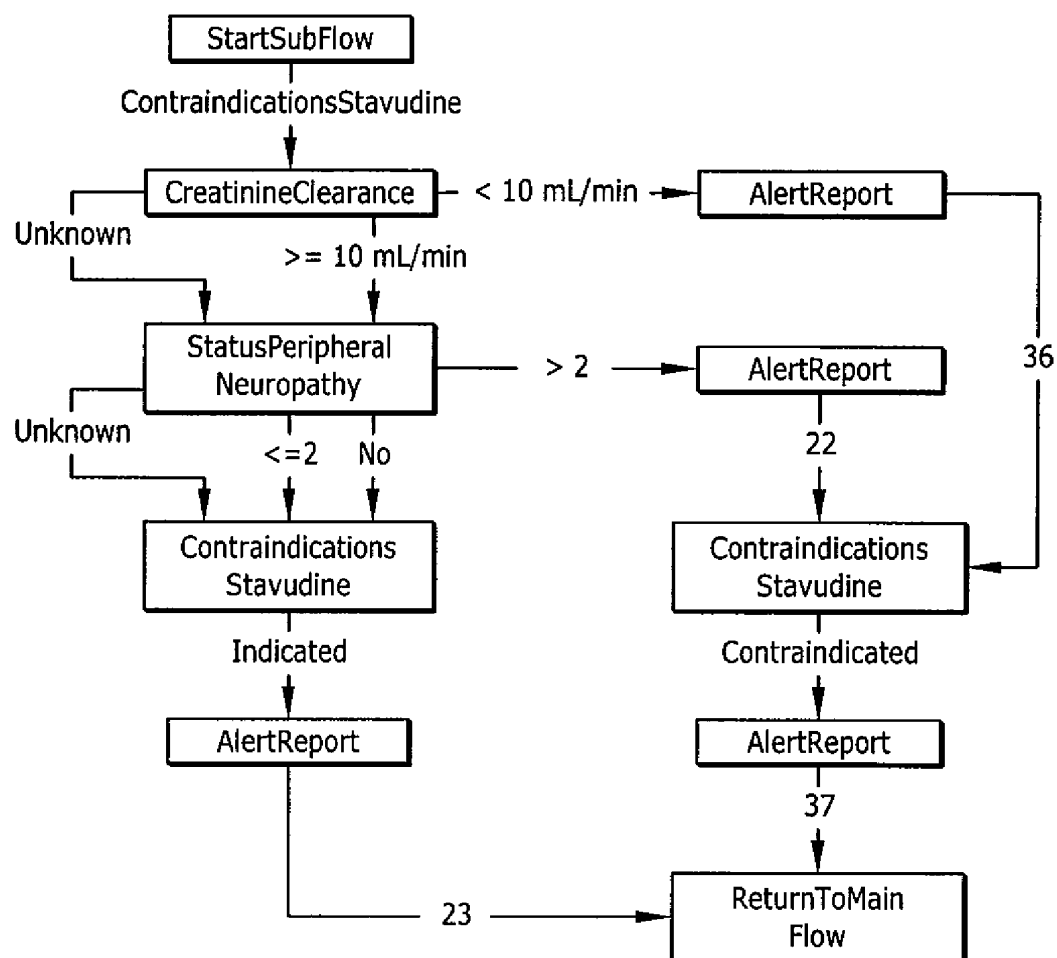 StartSubFlow
ContraindicationsStavudine
CreatinineClearance
< 10 mL/min
AlertReport
Unknown
>= 10 mL/min
StatusPeripheral
Neuropathy
> 2
AlertReport
36
Unknown
<=2
No
22
Contraindications
Stavudine
Contraindications
Stavudine
Indicated
Contraindicated
AlertReport
AlertReport
37
23
ReturnToMain
Flow